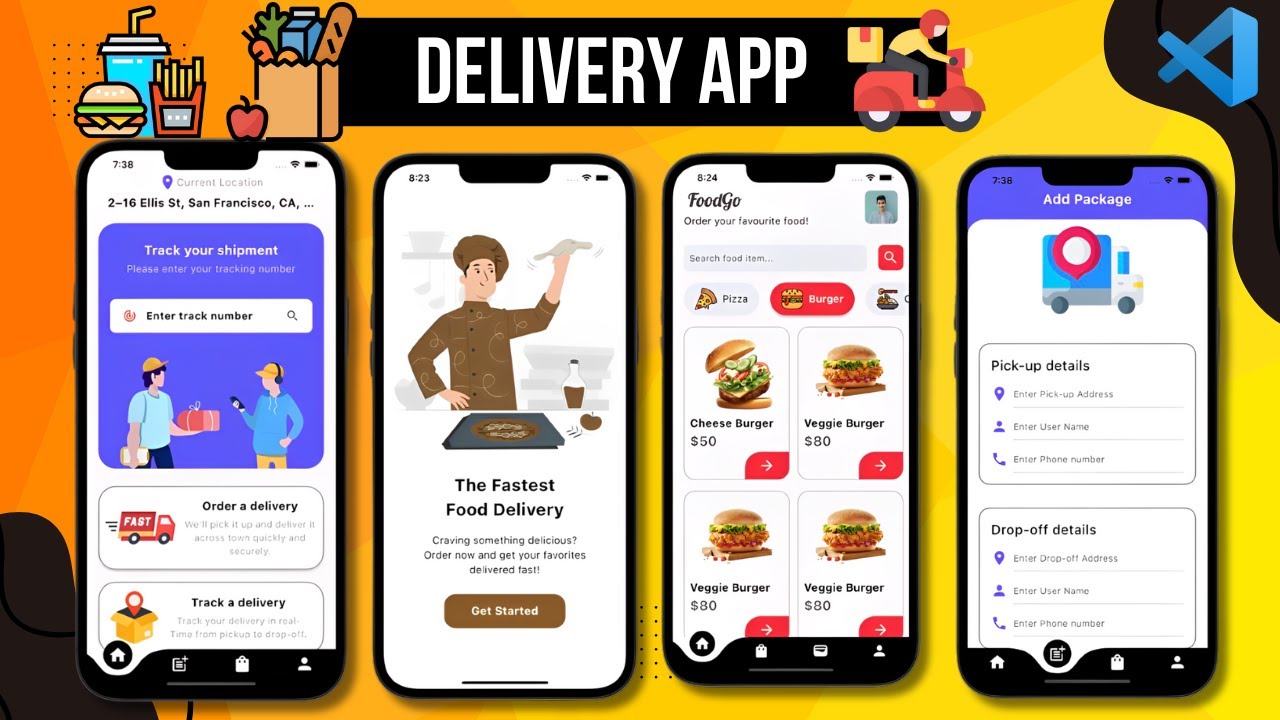 DELIVERY APP
7:38
Current Location
2–16 Ellis St, San Francisco, CA, ...
Track your shipment
Please enter your tracking number
Enter track number
FAST
Order a delivery
We'll pick it up and deliver it
across town quickly and
securely.
Track a delivery
Track your delivery in real-
Time from pickup to drop-off.
8:23
The Fastest
Food Delivery
Craving something delicious?
Order now and get your favorites
delivered fast!
Get Started
8:24
FoodGo
Order your favourite food!
Search food item...
Pizza
Burger
Cheese Burger
$50
Veggie Burger
$80
Veggie Burger
$80
Veggie Burger
$80
7:38
Add Package
Pick-up details
Enter Pick-up Address
Enter User Name
Enter Phone number
Drop-off details
Enter Drop-off Address
Enter User Name
Enter Phone number